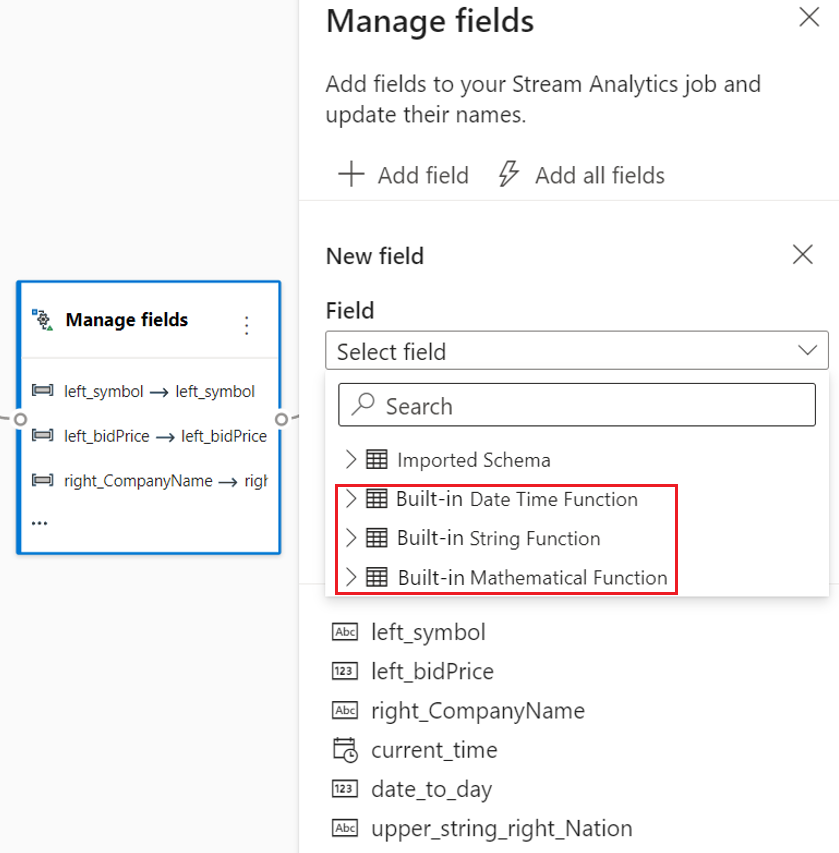 Manage fields
Add fields to your Stream Analytics job and
update their names.
Add field
Add all fields
New field
Field
Select field
Search
Imported Schema
Built-in Date Time Function
Built-in String Function
Built-in Mathematical Function
Abc left_symbol
123 left_bidPrice
Abc right_CompanyName
current_time
123 date_to_day
Abc upper_string_right_Nation
Manage fields
left_symbol → left_symbol
left_bidPrice → left_bidPrice
right_CompanyName → righ
...